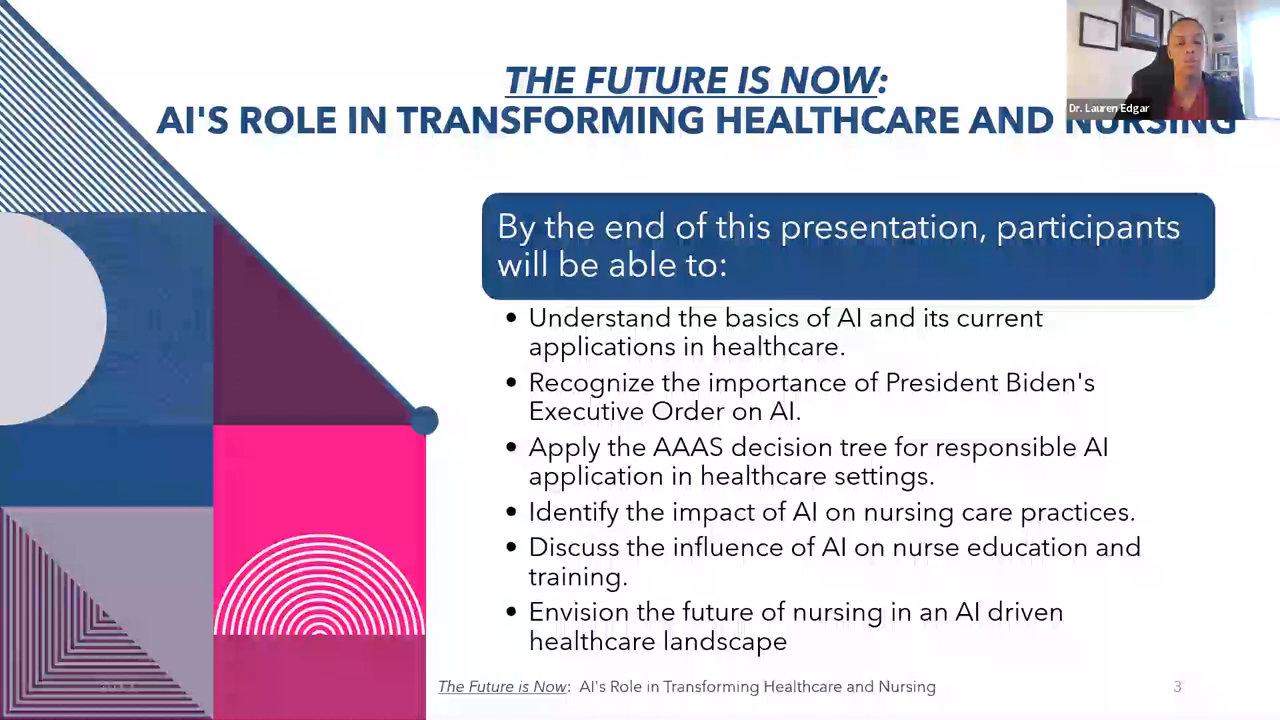 THE FUTURE IS NOW:
AI'S ROLE IN TRANSFORMING HEALTHCARE AND NURSING
Dr. Lauren Edgar
By the end of this presentation, participants
will be able to:
• Understand the basics of AI and its current
applications in healthcare.
• Recognize the importance of President Biden's
Executive Order on AI.
• Apply the AAAS decision tree for responsible AI
application in healthcare settings.
• Identify the impact of AI on nursing care practices.
• Discuss the influence of AI on nurse education and
training.
• Envision the future of nursing in an AI driven
healthcare landscape
The Future is Now: AI's Role in Transforming Healthcare and Nursing
3